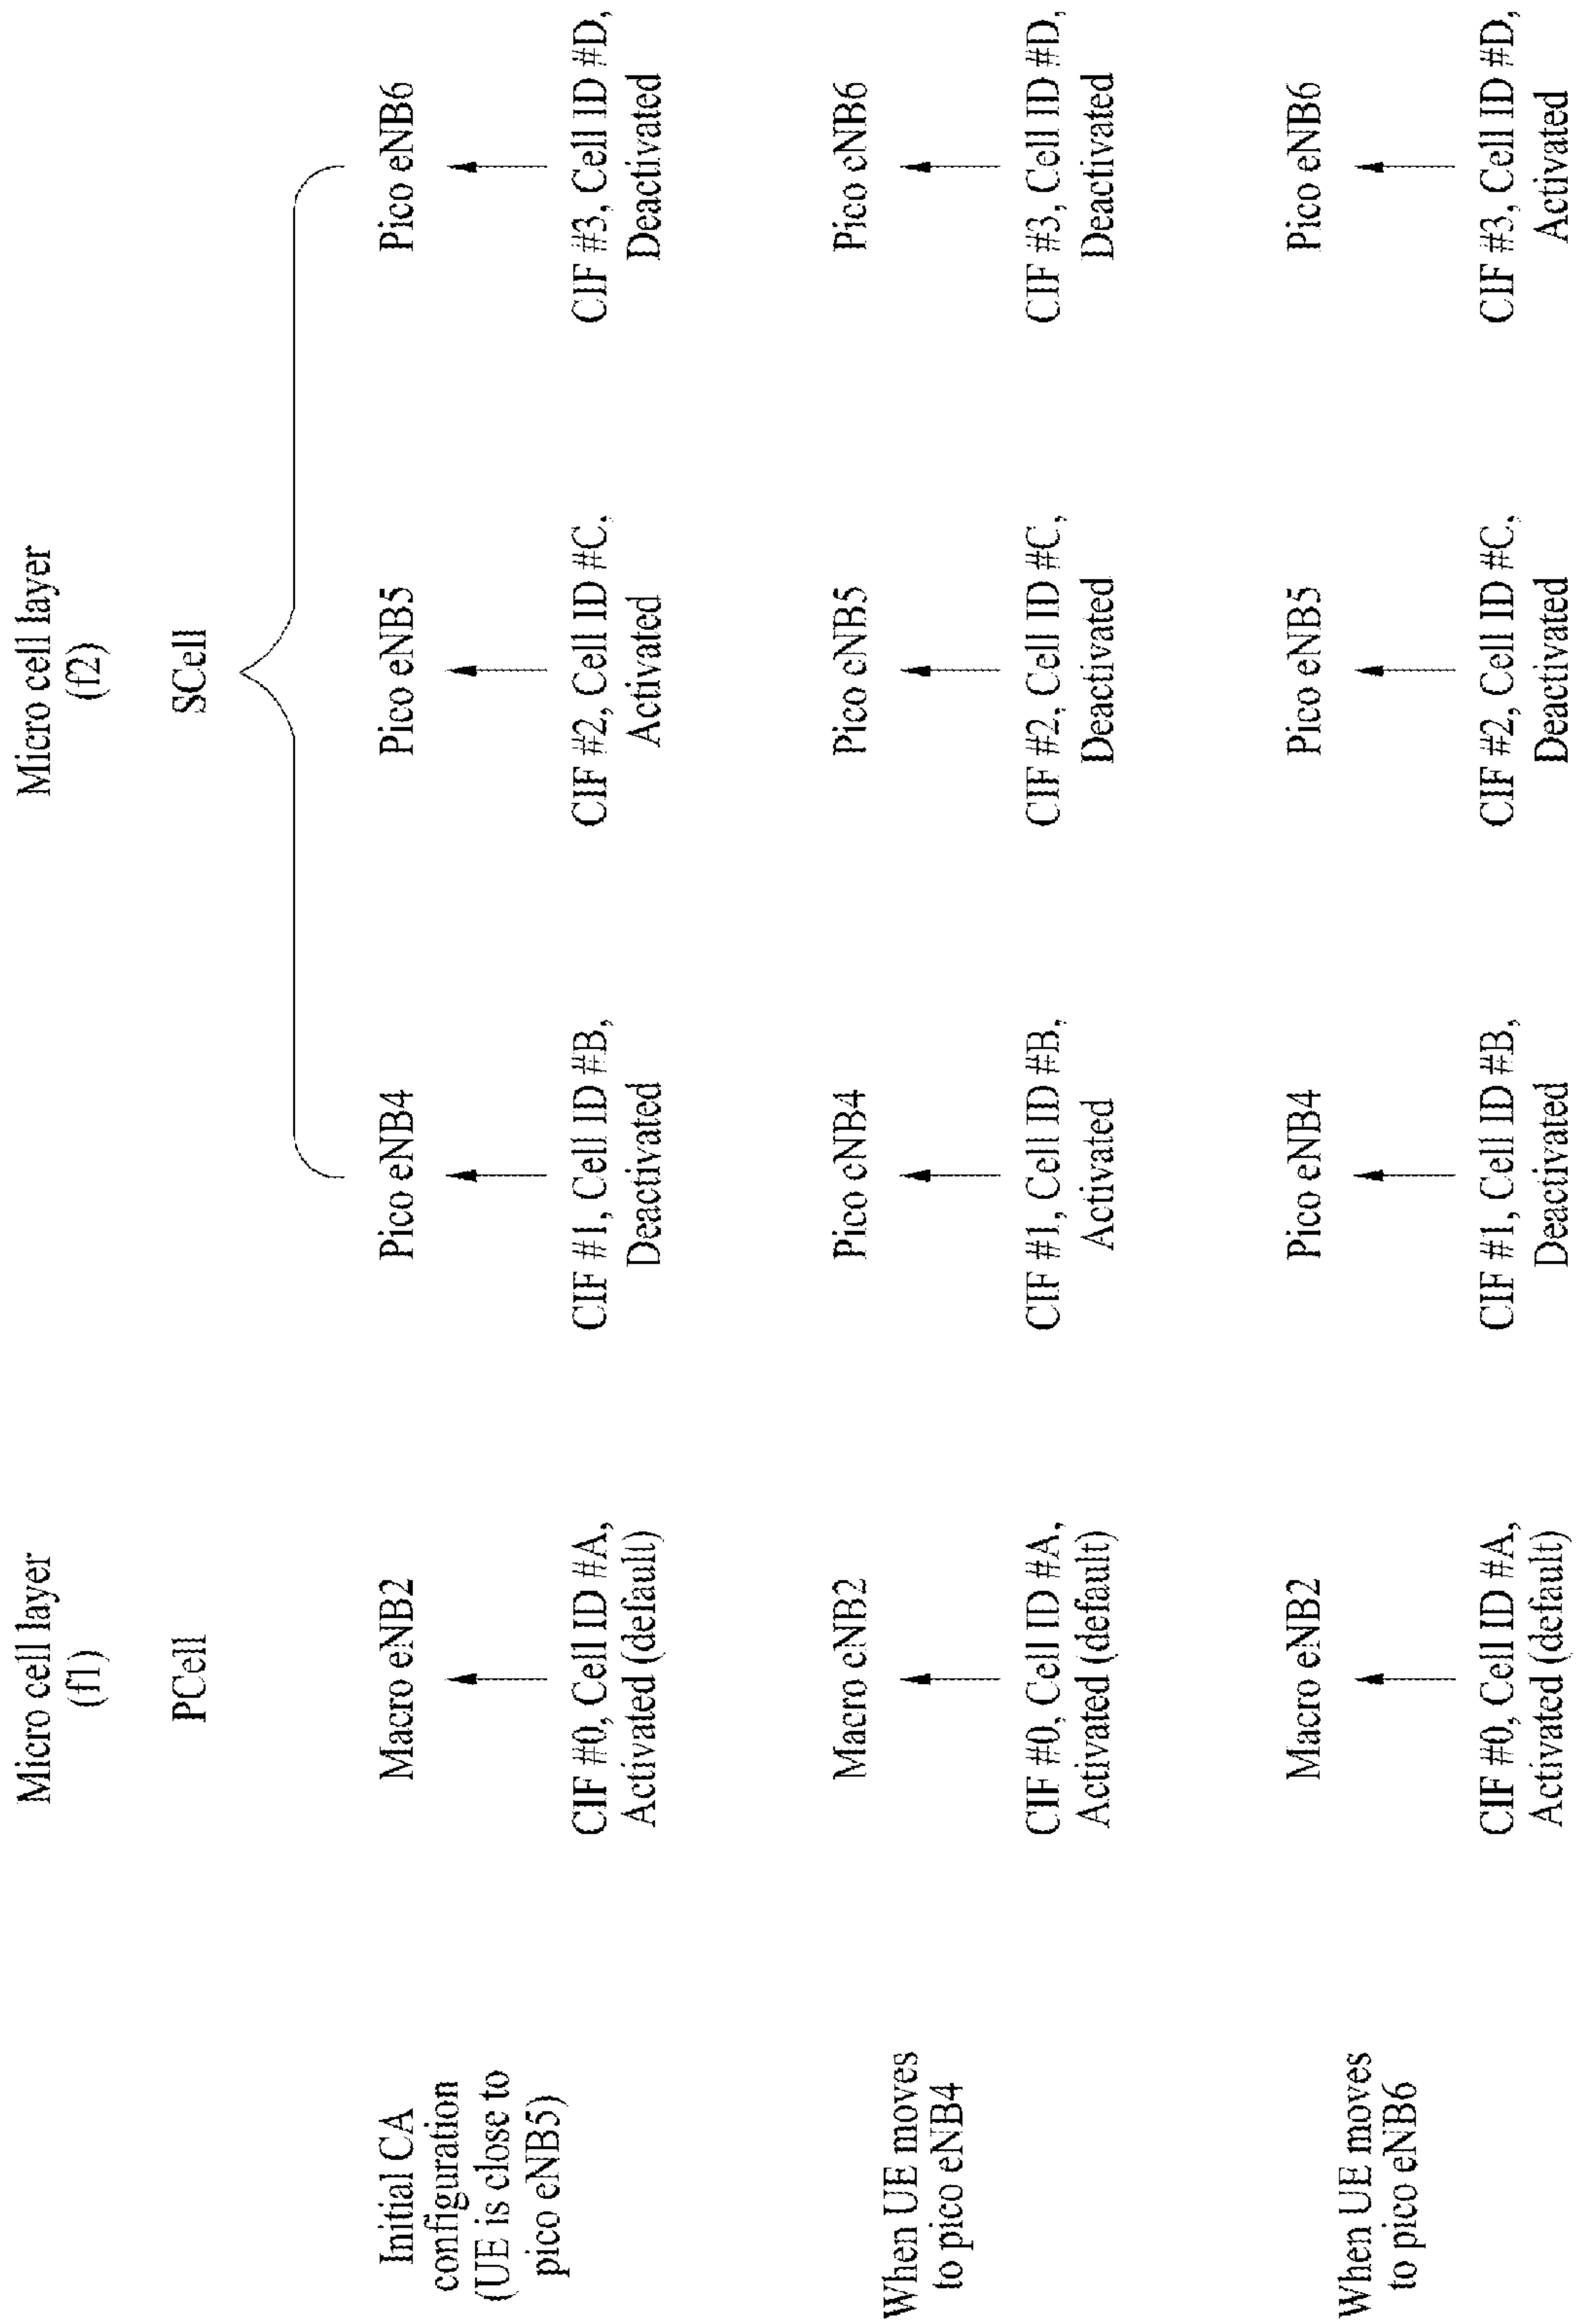 Micro cell layer
(f1)
Micro cell layer
(f2)
PCell
SCell
Initial CA
configuration
(UE is close to
pico eNB5)
Macro eNB2
Pico eNB4
Pico eNB5
Pico eNB6
CIF #0, Cell ID #A,
Activated (default)
CIF #1, Cell ID #B,
Deactivated
CIF #2, Cell ID #C,
Activated
CIF #3, Cell ID #D,
Deactivated
When UE moves
to pico eNB4
Macro eNB2
Pico eNB4
Pico eNB5
Pico eNB6
CIF #0, Cell ID #A,
Activated (default)
CIF #1, Cell ID #B,
Activated
CIF #2, Cell ID #C,
Deactivated
CIF #3, Cell ID #D,
Deactivated
When UE moves
to pico eNB6
Macro eNB2
Pico eNB4
Pico eNB5
Pico eNB6
CIF #0, Cell ID #A,
Activated (default)
CIF #1, Cell ID #B,
Deactivated
CIF #2, Cell ID #C,
Deactivated
CIF #3, Cell ID #D,
Activated